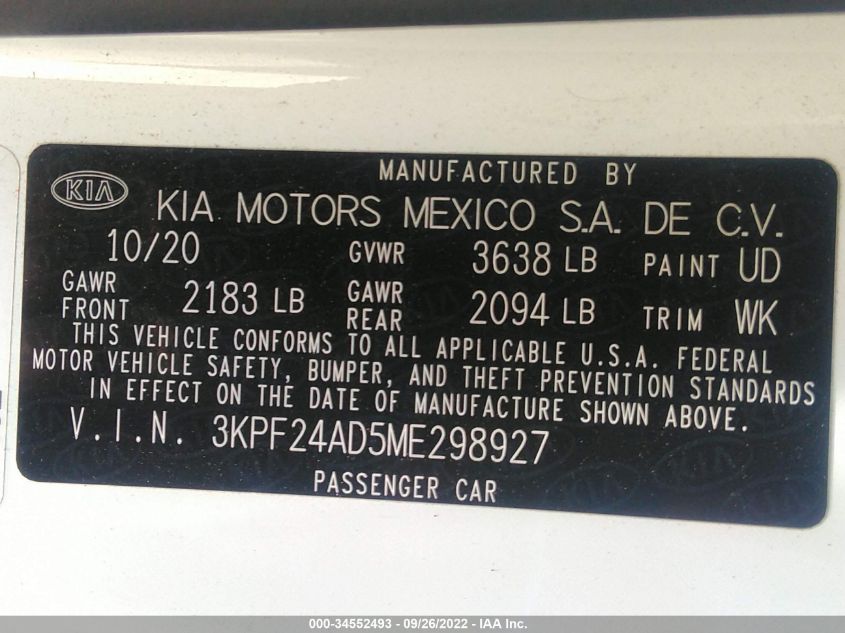 MANUFACTURED BY
KIA
KIA MOTORS MEXICO S.A. DE C.V.
10/20 GVWR 3638 LB PAINT UD
GAWR FRONT 2183 LB GAWR REAR 2094 LB TRIM WK
THIS VEHICLE CONFORMS TO ALL APPLICABLE U.S.A. FEDERAL
MOTOR VEHICLE SAFETY, BUMPER, AND THEFT PREVENTION STANDARDS
IN EFFECT ON THE DATE OF MANUFACTURE SHOWN ABOVE.
V.I.N. 3KPF24AD5ME298927
PASSENGER CAR
000-34552493 - 09/26/2022 - IAA Inc.